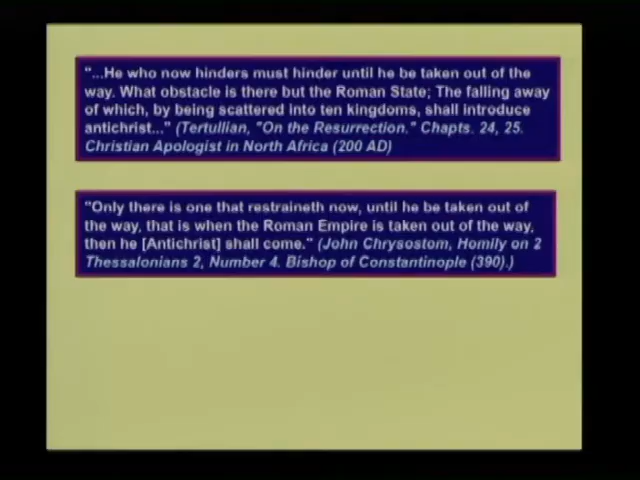 "...He who now hinders must hinder until he be taken out of the
way. What obstacle is there but the Roman State; The falling away
of which, by being scattered into ten kingdoms, shall introduce
antichrist..." (Tertullian, "On the Resurrection." Chapts. 24, 25.
Christian Apologist in North Africa (200 AD)
"Only there is one that restraineth now, until he be taken out of
the way, that is when the Roman Empire is taken out of the way,
then he [Antichrist] shall come." (John Chrysostom, Homily on 2
Thessalonians 2, Number 4. Bishop of Constantinople (390).)